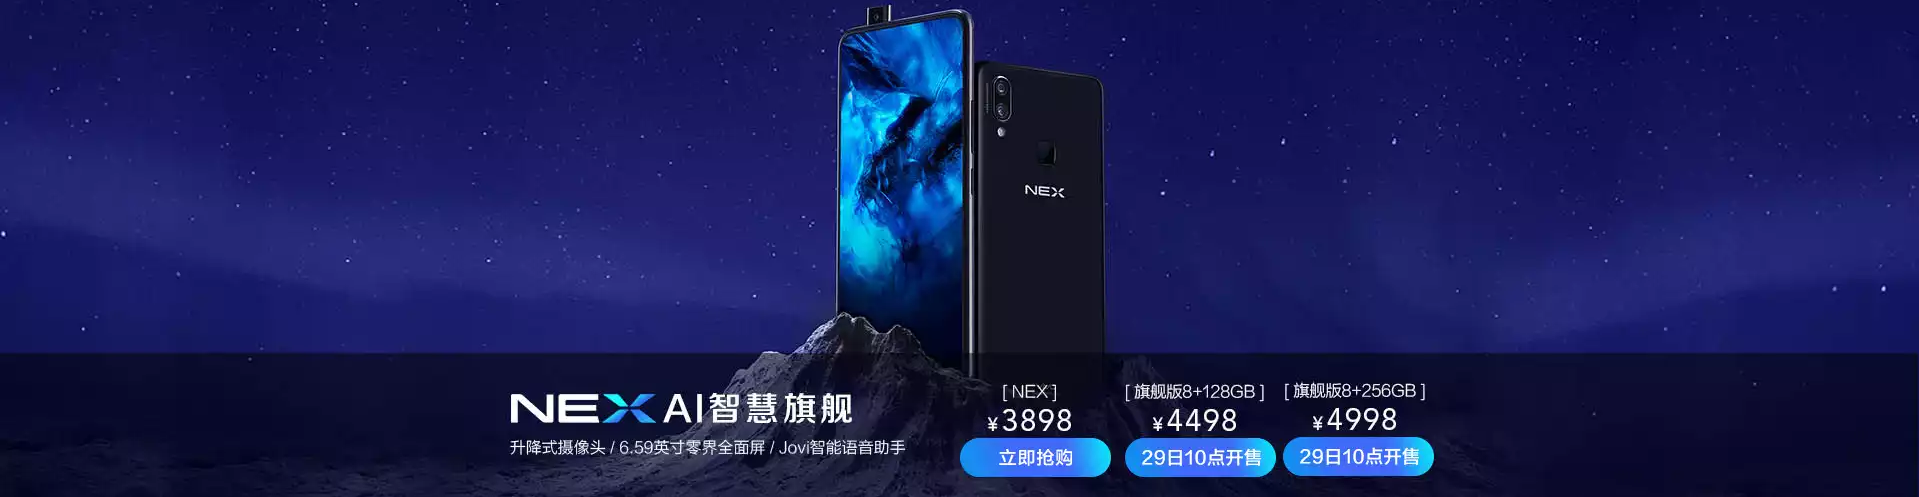 NEX
NEX AI智慧旗舰
升降式摄像头 / 6.59英寸零界全面屏 / Jovi智能语音助手
[ NEX ]
¥3898
立即抢购
[ 旗舰版8+128GB ]
¥4498
29日10点开售
[ 旗舰版8+256GB ]
¥4998
29日10点开售